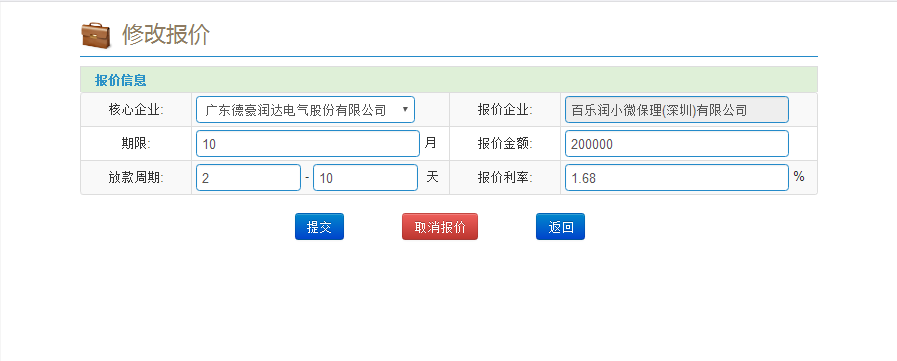 修改报价
报价信息
核心企业: 广东德豪润达电气股份有限公司 报价企业: 百乐润小微保理(深圳)有限公司
期限: 10 月 报价金额: 200000
放款周期: 2 - 10 天 报价利率: 1.68 %
提交 取消报价 返回